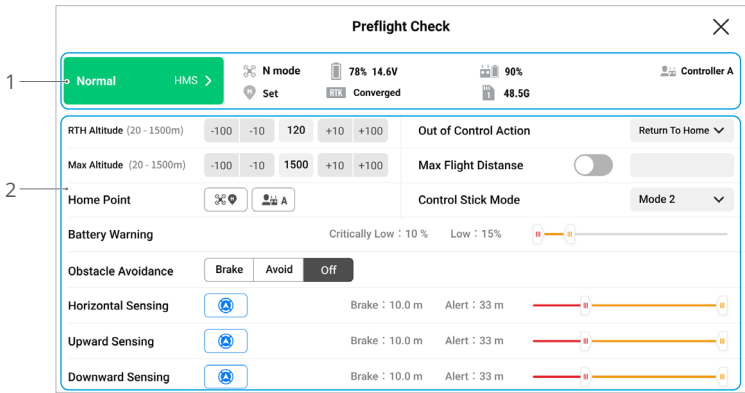 Preflight Check
1
Normal HMS N mode 78% 14.6V 90% Controller A
H Set RTK Converged 1 48.5G
2
RTH Altitude (20 - 1500m) -100 -10 120 +10 +100 Out of Control Action Return To Home
Max Altitude (20 - 1500m) -100 -10 1500 +10 +100 Max Flight Distanse
Home Point H A Control Stick Mode Mode 2
Battery Warning Critically Low : 10 % Low : 15%
Obstacle Avoidance Brake Avoid Off
Horizontal Sensing Brake : 10.0 m Alert : 33 m
Upward Sensing Brake : 10.0 m Alert : 33 m
Downward Sensing Brake : 10.0 m Alert : 33 m